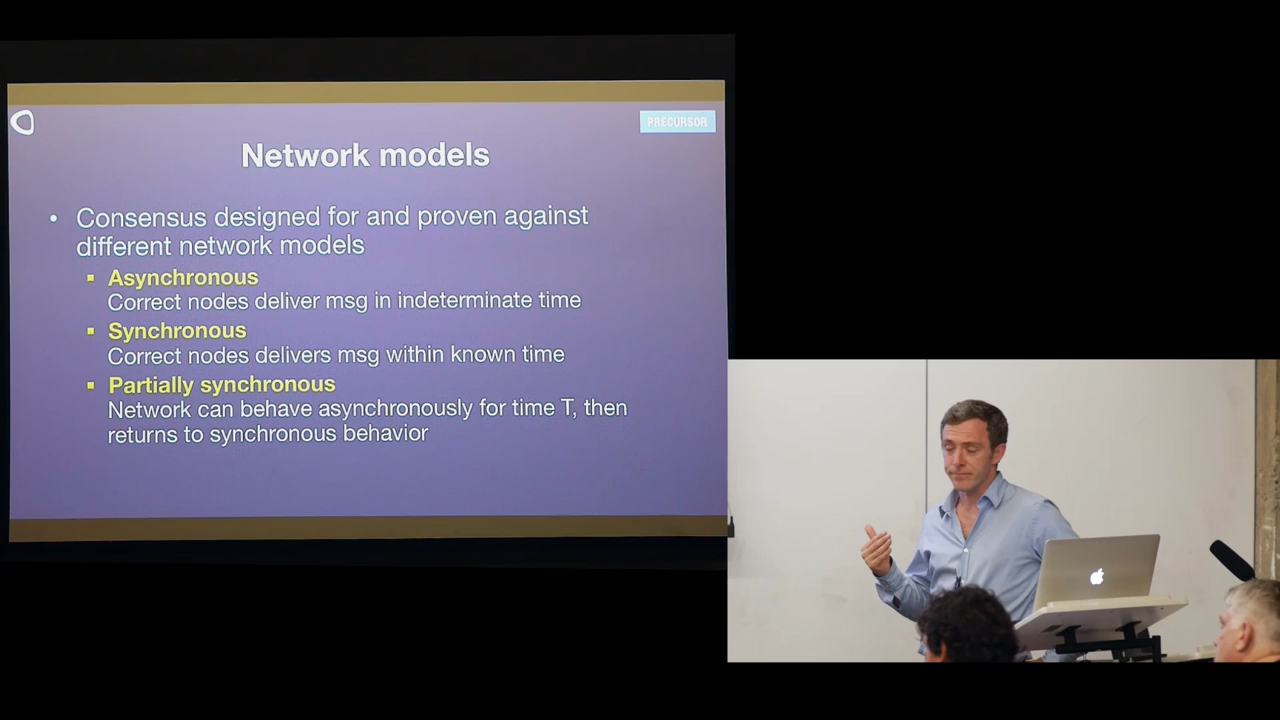 PRECURSOR
Network models
• Consensus designed for and proven against
different network models
▪ Asynchronous
Correct nodes deliver msg in indeterminate time
▪ Synchronous
Correct nodes delivers msg within known time
▪ Partially synchronous
Network can behave asynchronously for time T, then
returns to synchronous behavior